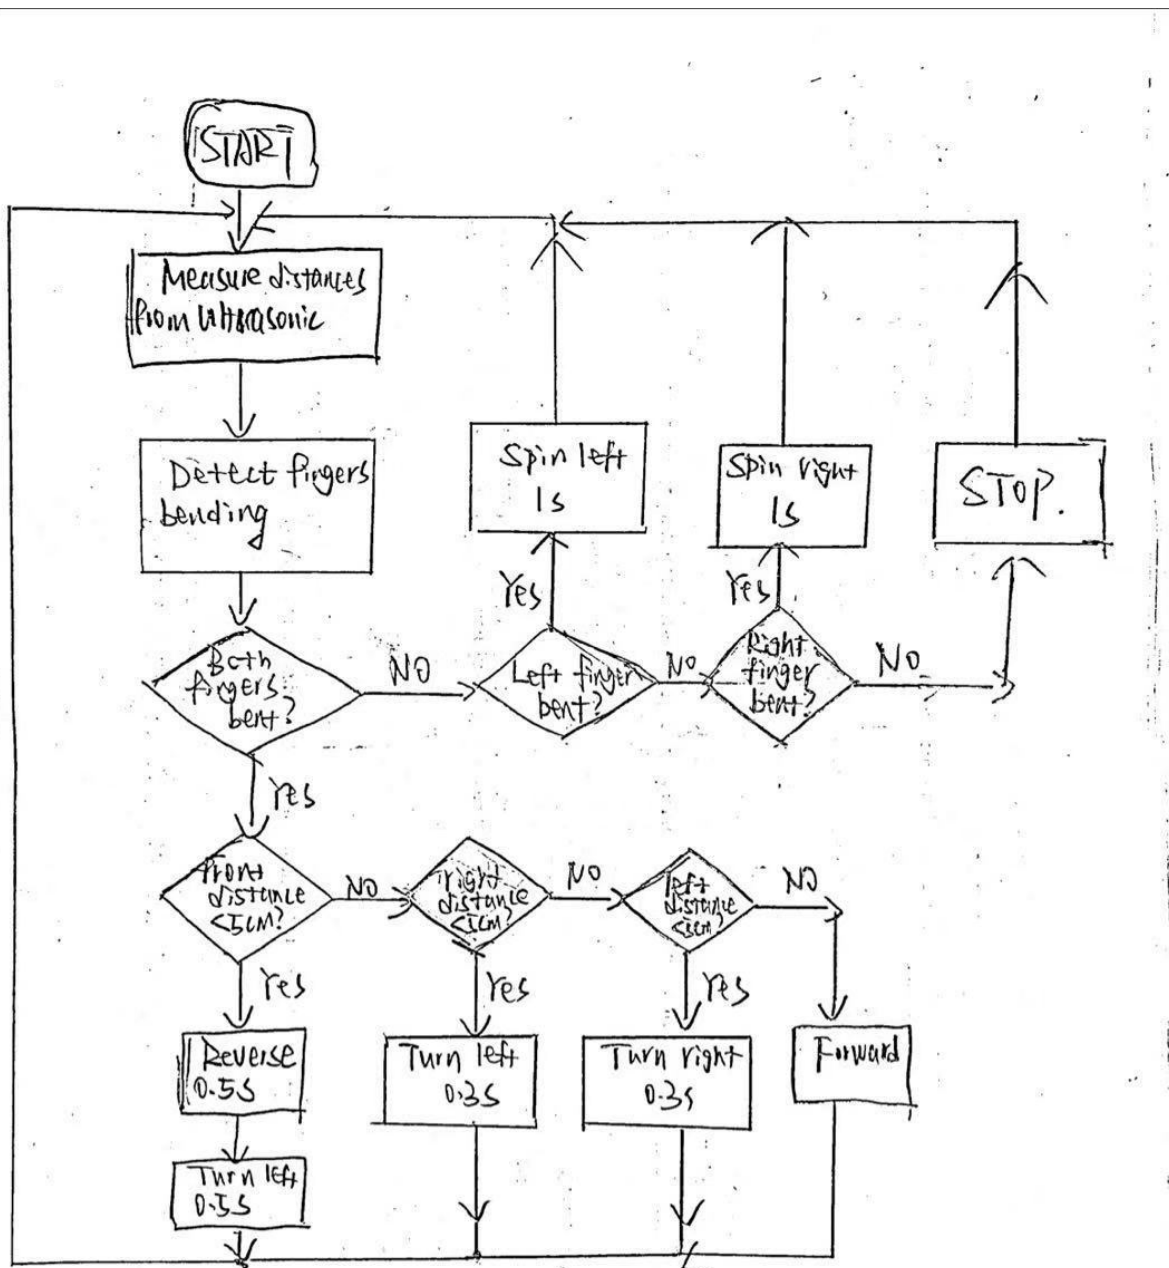 START
Measure distances
from Ultrasonic
Detect fingers
bending
Spin left
1s
Spin right
1s
STOP.
Yes
Yes
Both
fingers
bent?
NO
Left finger
bent?
NO
Right
finger
bent?
NO
Yes
Front
distance
<5cm?
NO
right
distance
<5cm?
NO
left
distance
<5cm?
NO
Yes
Yes
Yes
Reverse
0.5s
Turn left
0.3s
Turn right
0.3s
Forward
Turn left
0.5s